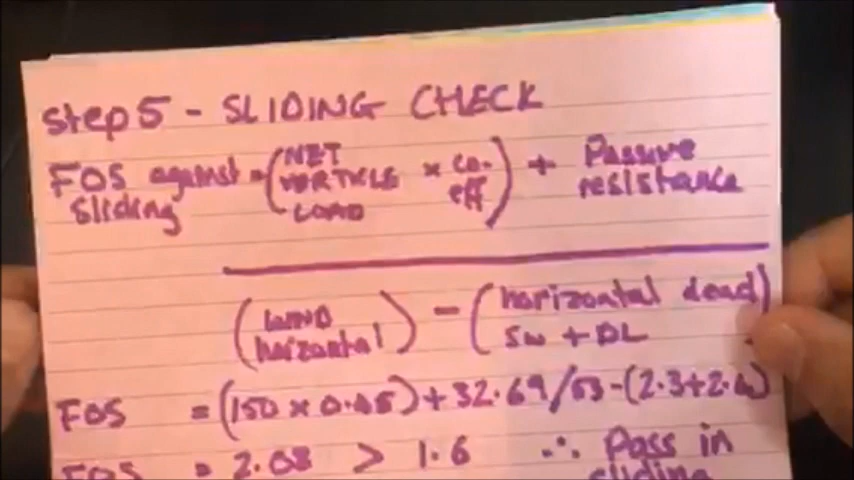 Step 5 - SLIDING CHECK
FOS against sliding = (NET VERTICLE LOAD × co. eff) + Passive resistance
(WIND horizontal) - (horizontal dead SW + DL)
FOS = (150 × 0.45) + 32.69 / 53 - (2.3 + 2.6)
FOS = 2.08 > 1.6 ∴ Pass in
sliding